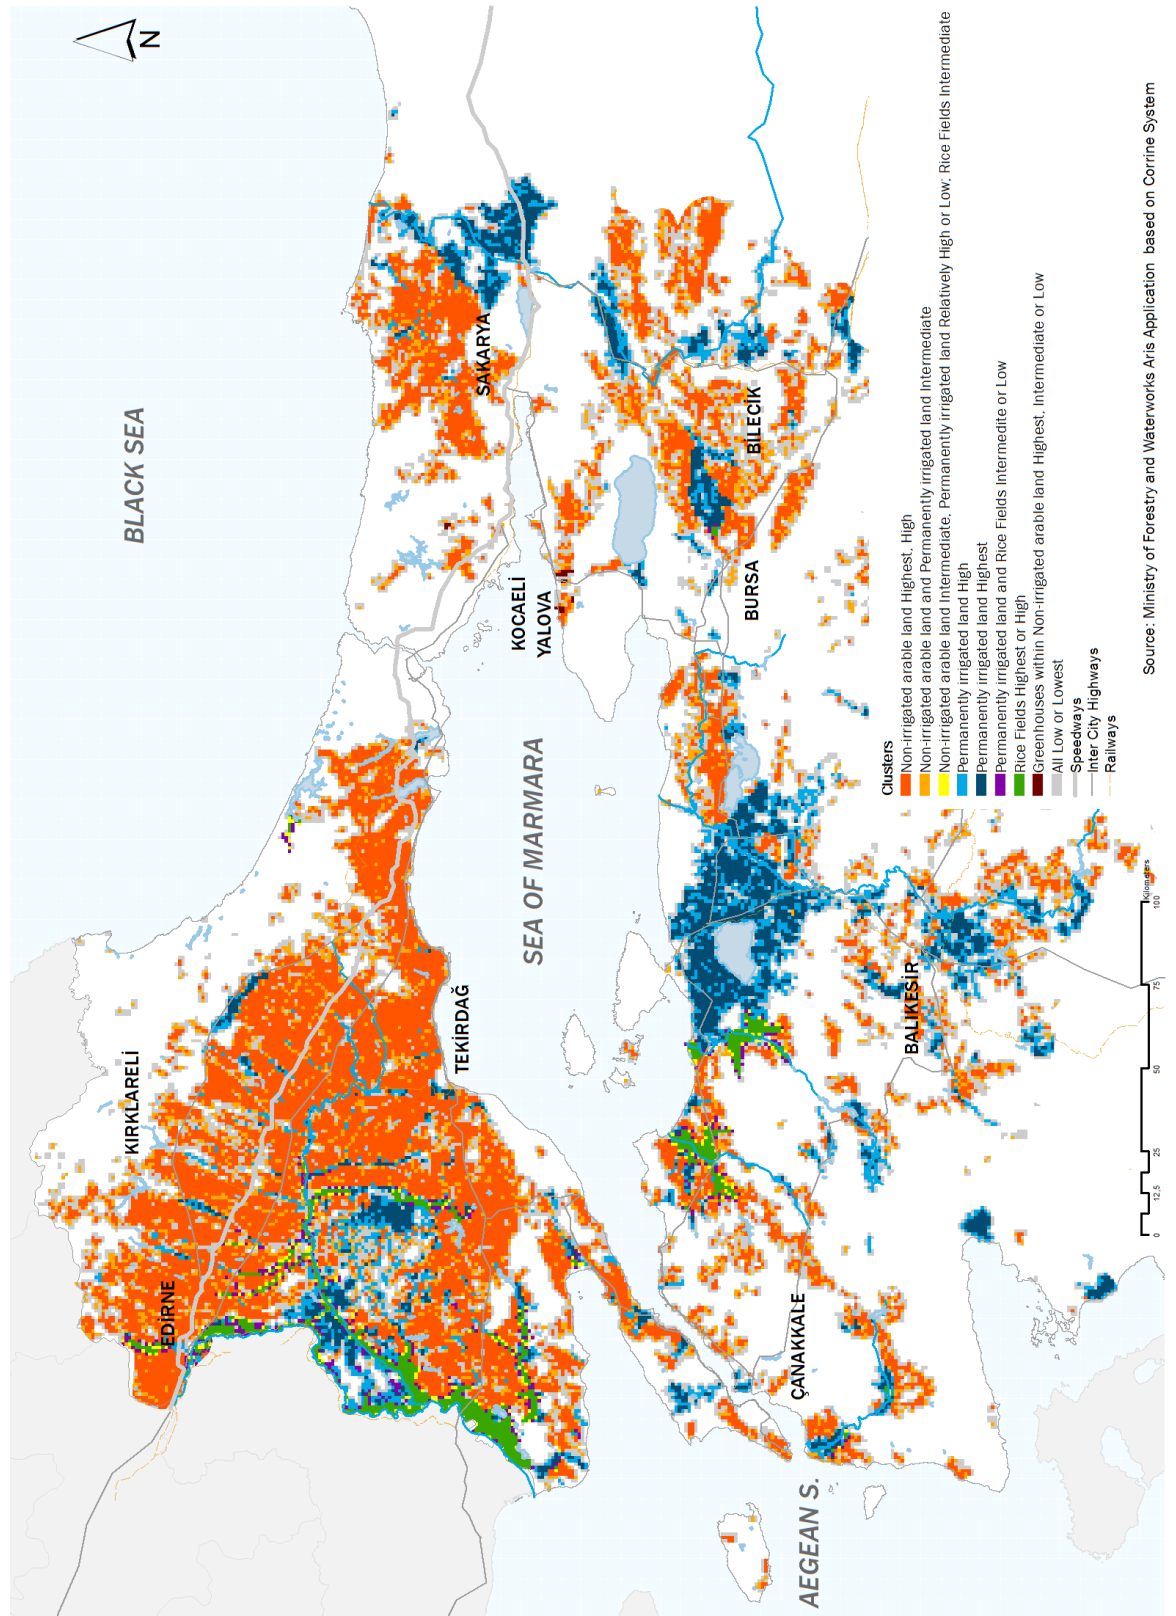 N
BLACK SEA
KIRKLARELİ
EDİRNE
TEKİRDAĞ
SAKARYA
KOCAELİ
YALOVA
SEA OF MARMARA
BİLECİK
BURSA
BALIKESİR
ÇANAKKALE
AEGEAN S.
Clusters
Non-irrigated arable land Highest, High
Non-irrigated arable land and Permanently irrigated land Intermediate
Non-irrigated arable land Intermediate, Permanently irrigated land Relatively High or Low; Rice Fields Intermediate
Permanently irrigated land High
Permanently irrigated land Highest
Permanently irrigated land and Rice Fields Intermedite or Low
Rice Fields Highest or High
Greenhouses within Non-irrigated arable land Highest, Intermediate or Low
All Low or Lowest
Speedways
Inter City Highways
Railways
0 12,5 25 50 75 100
Kilometers
Source: Ministry of Forestry and Waterworks Aris Application based on Corrine System